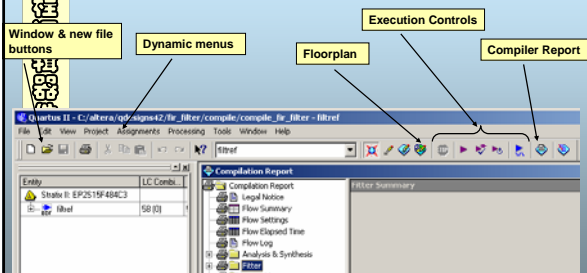 Window & new file
buttons
Dynamic menus
Floorplan
Execution Controls
Compiler Report
Quartus II - C:/altera/qdesigns42/fir_filter/compile/compile_fir_filter - filtref
File Edit View Project Assignments Processing Tools Window Help
filtref
Compilation Report
Entity
LC Combi...
Stratix II: EP2S15F484C3
filtref
58 (0)
Compilation Report
Legal Notice
Flow Summary
Flow Settings
Flow Elapsed Time
Flow Log
Analysis & Synthesis
Fitter
Fitter Summary